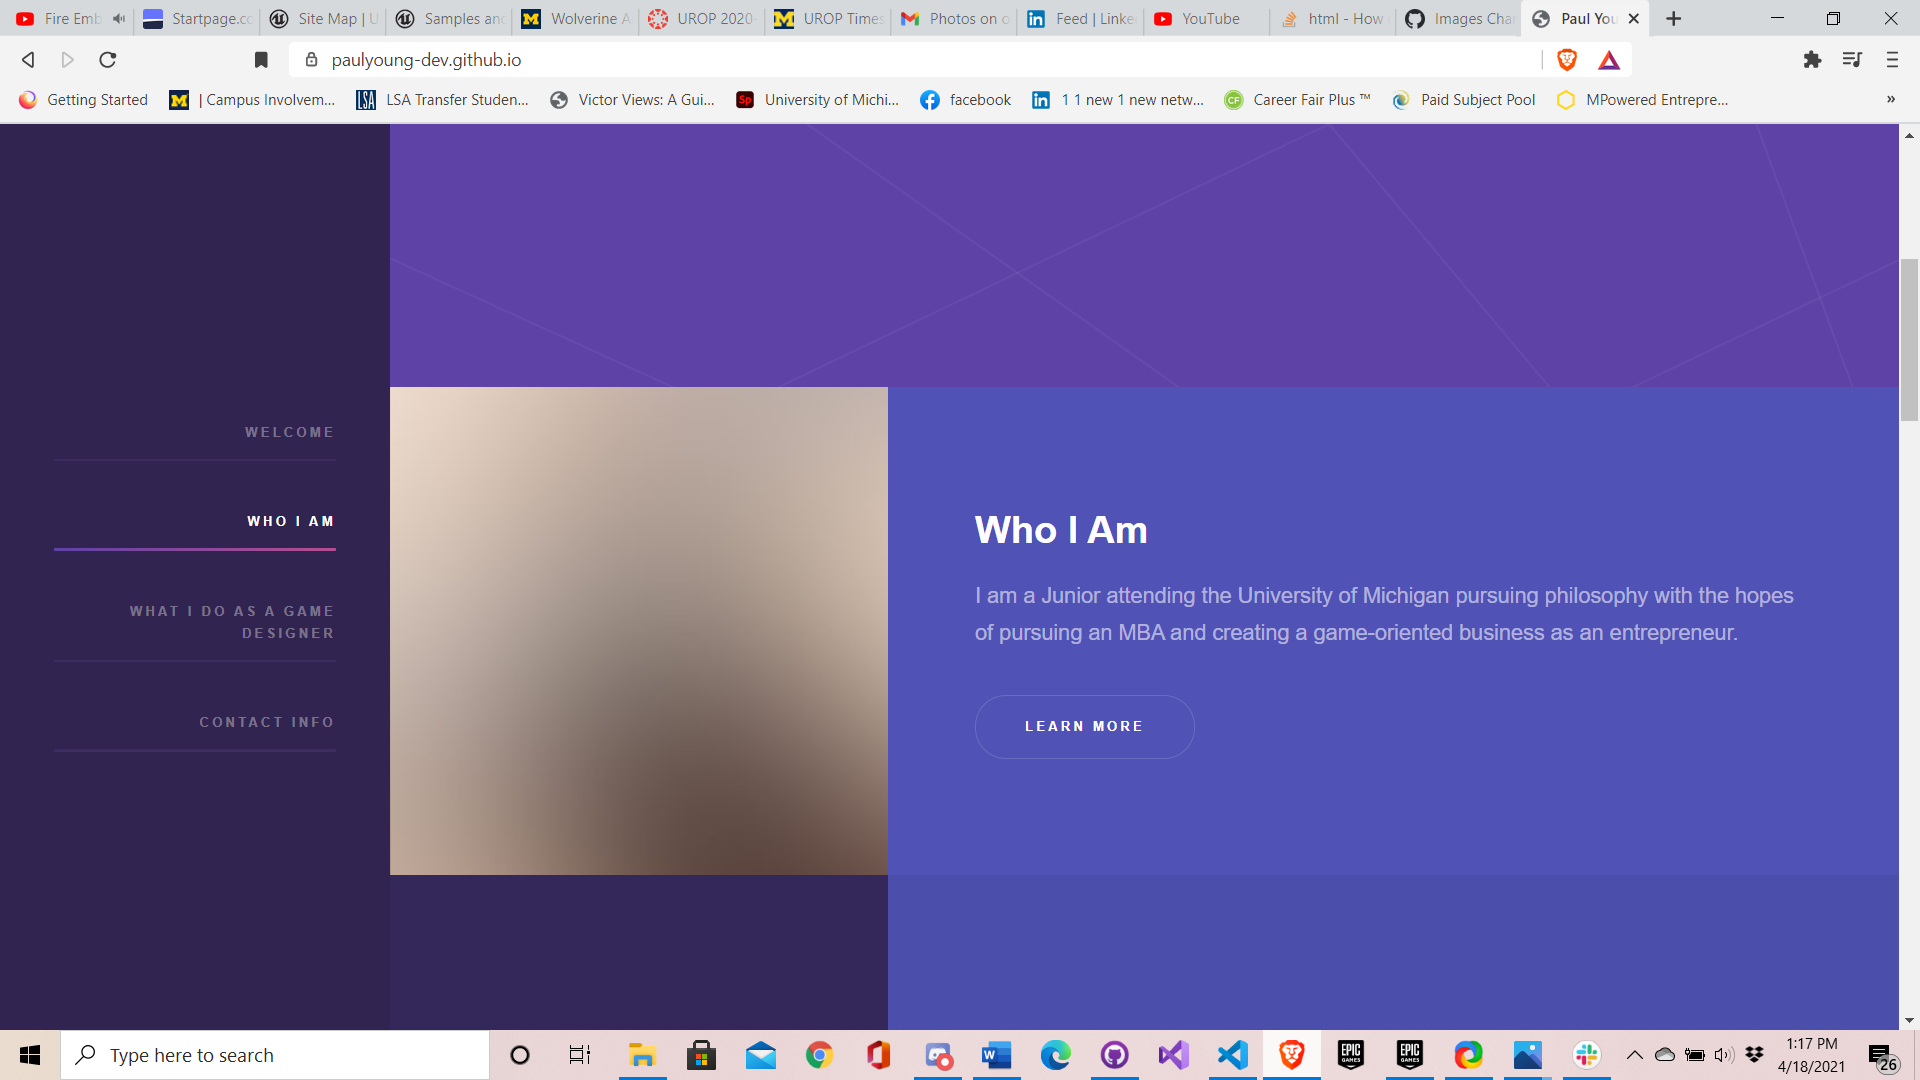 Fire Emb
Startpage.co
Site Map | U
Samples and
Wolverine A
UROP 2020-
UROP Times
Photos on o
Feed | Linke
YouTube
html - How
Images Cha
Paul You
paulyoung-dev.github.io
Getting Started
| Campus Involvem...
LSA Transfer Studen...
Victor Views: A Gui...
University of Michi...
facebook
1 1 new 1 new netw...
Career Fair Plus ™
Paid Subject Pool
MPowered Entrepre...
»
WELCOME
WHO I AM
WHAT I DO AS A GAME
DESIGNER
CONTACT INFO
Who I Am
I am a Junior attending the University of Michigan pursuing philosophy with the hopes
of pursuing an MBA and creating a game-oriented business as an entrepreneur.
LEARN MORE
Type here to search
1:17 PM
4/18/2021
26